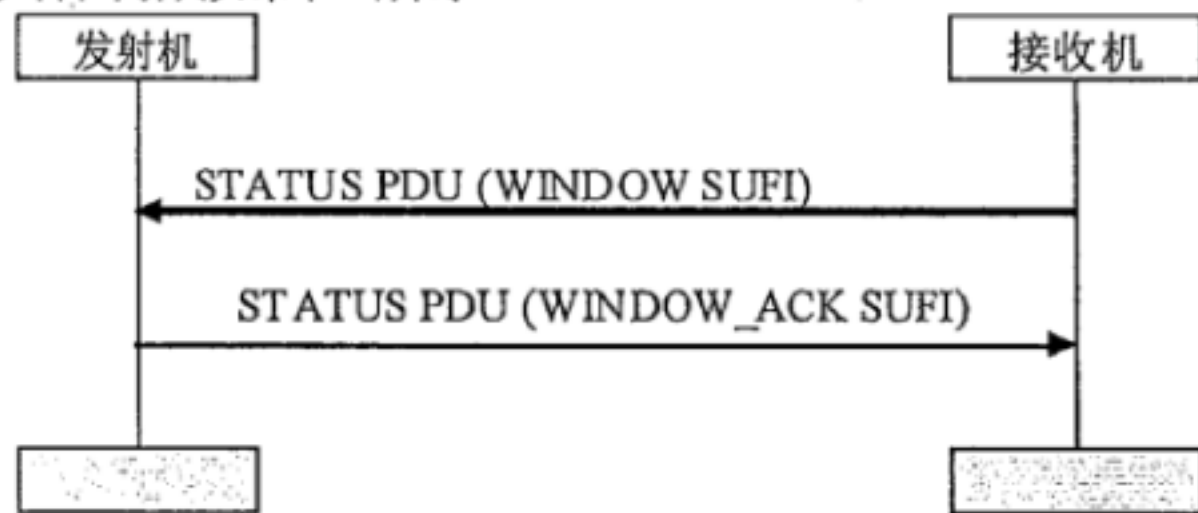 发射机
接收机
STATUS PDU (WINDOW SUFI)
STATUS PDU (WINDOW_ACK SUFI)